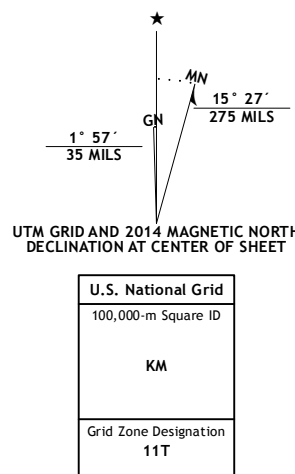 ★
MN
GN
15° 27´
275 MILS
1° 57´
35 MILS
UTM GRID AND 2014 MAGNETIC NORTH
DECLINATION AT CENTER OF SHEET
U.S. National Grid
100,000-m Square ID
KM
Grid Zone Designation
11T